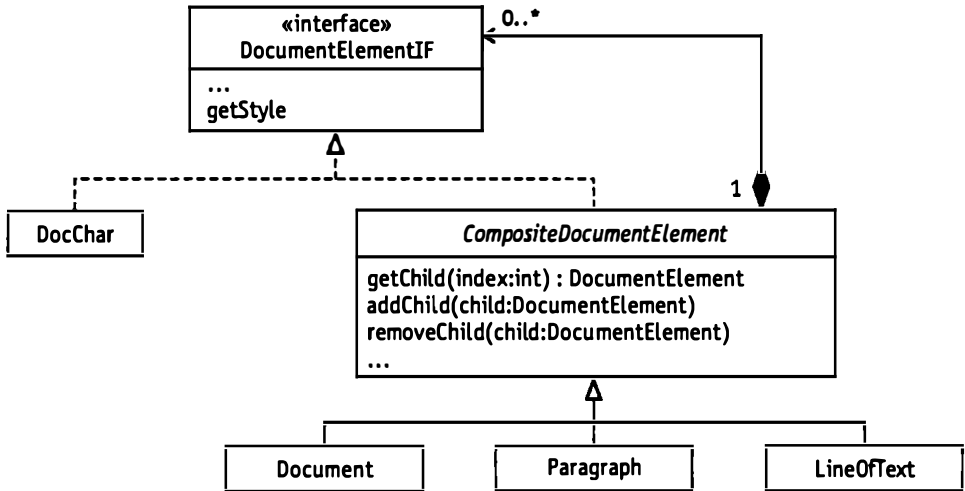 «interface»
DocumentElementIF
...
getStyle
0..*
1
DocChar
CompositeDocumentElement
getChild(index:int) : DocumentElement
addChild(child:DocumentElement)
removeChild(child:DocumentElement)
...
Document
Paragraph
LineOfText